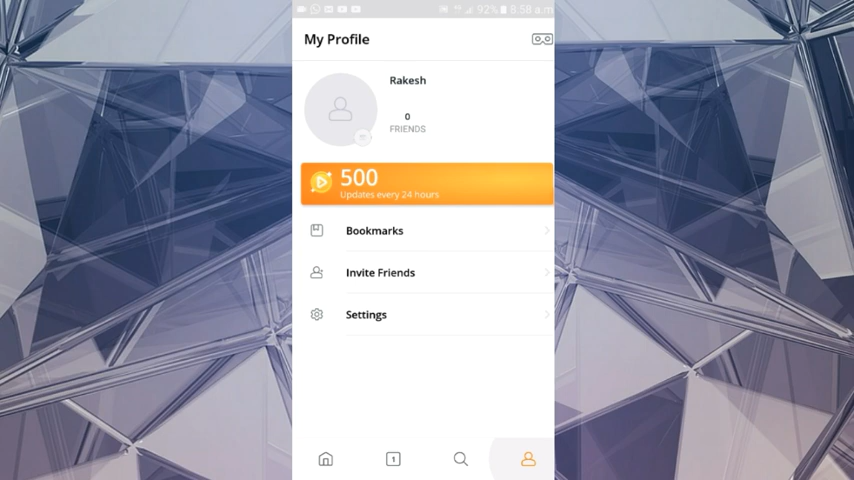 92% 8.58 a.m
My Profile
Rakesh
0
FRIENDS
500
Updates every 24 hours
Bookmarks
Invite Friends
Settings
1